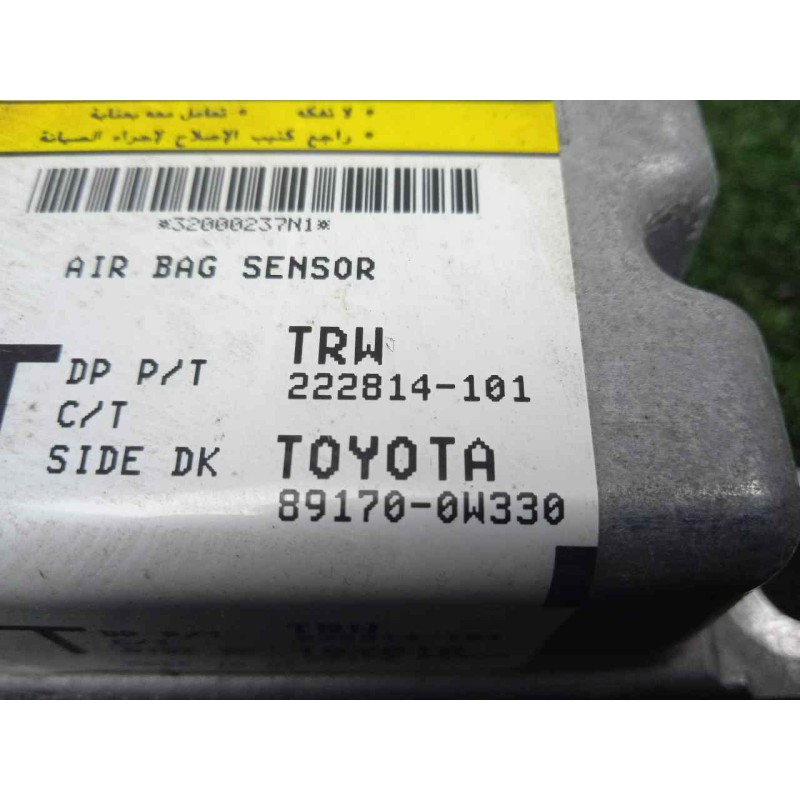 • لا تفكه • تعامل معه بعناية
• راجع كتيب الإصلاح لإجراء الصيانة
*32000237N1*
AIR BAG SENSOR
DP P/T TRW
C/T 222814-101
SIDE DK TOYOTA
89170-0W330